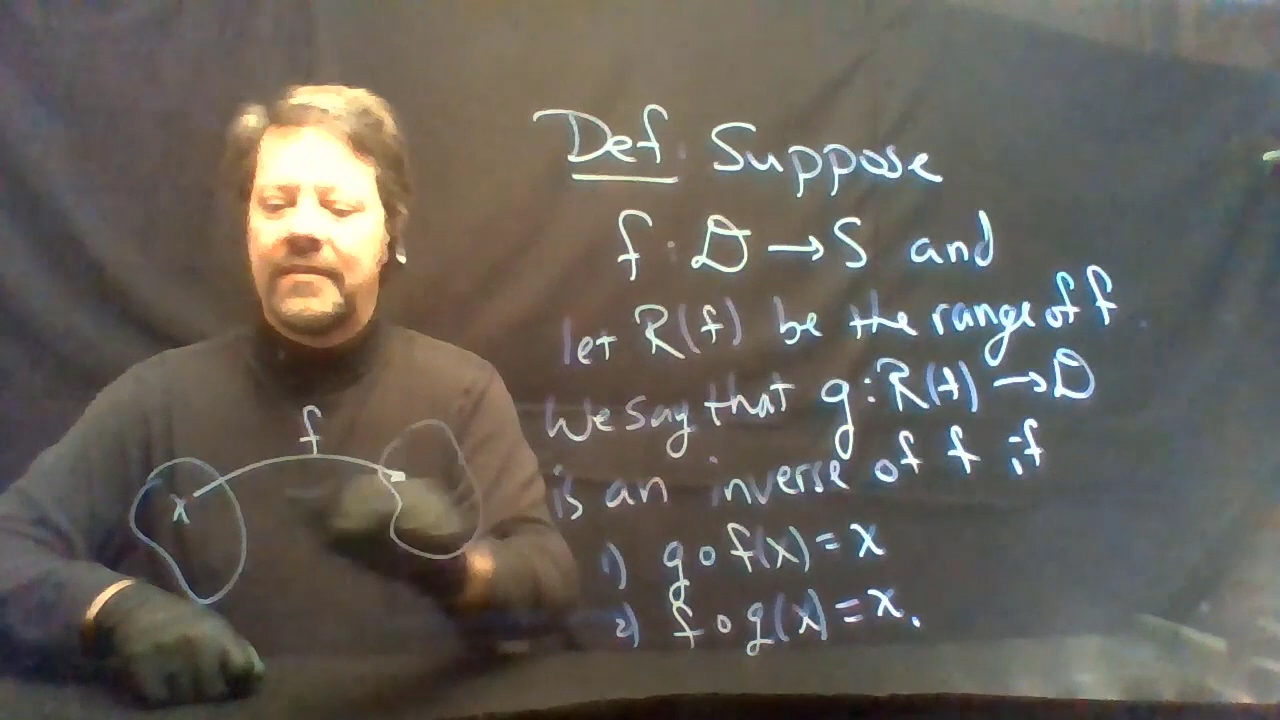 Def: Suppose
f: D → S and
let R(f) be the range of f.
We say that g: R(f) → D
is an inverse of f if
1) g∘f(x) = x
2) f∘g(x) = x.
f
x